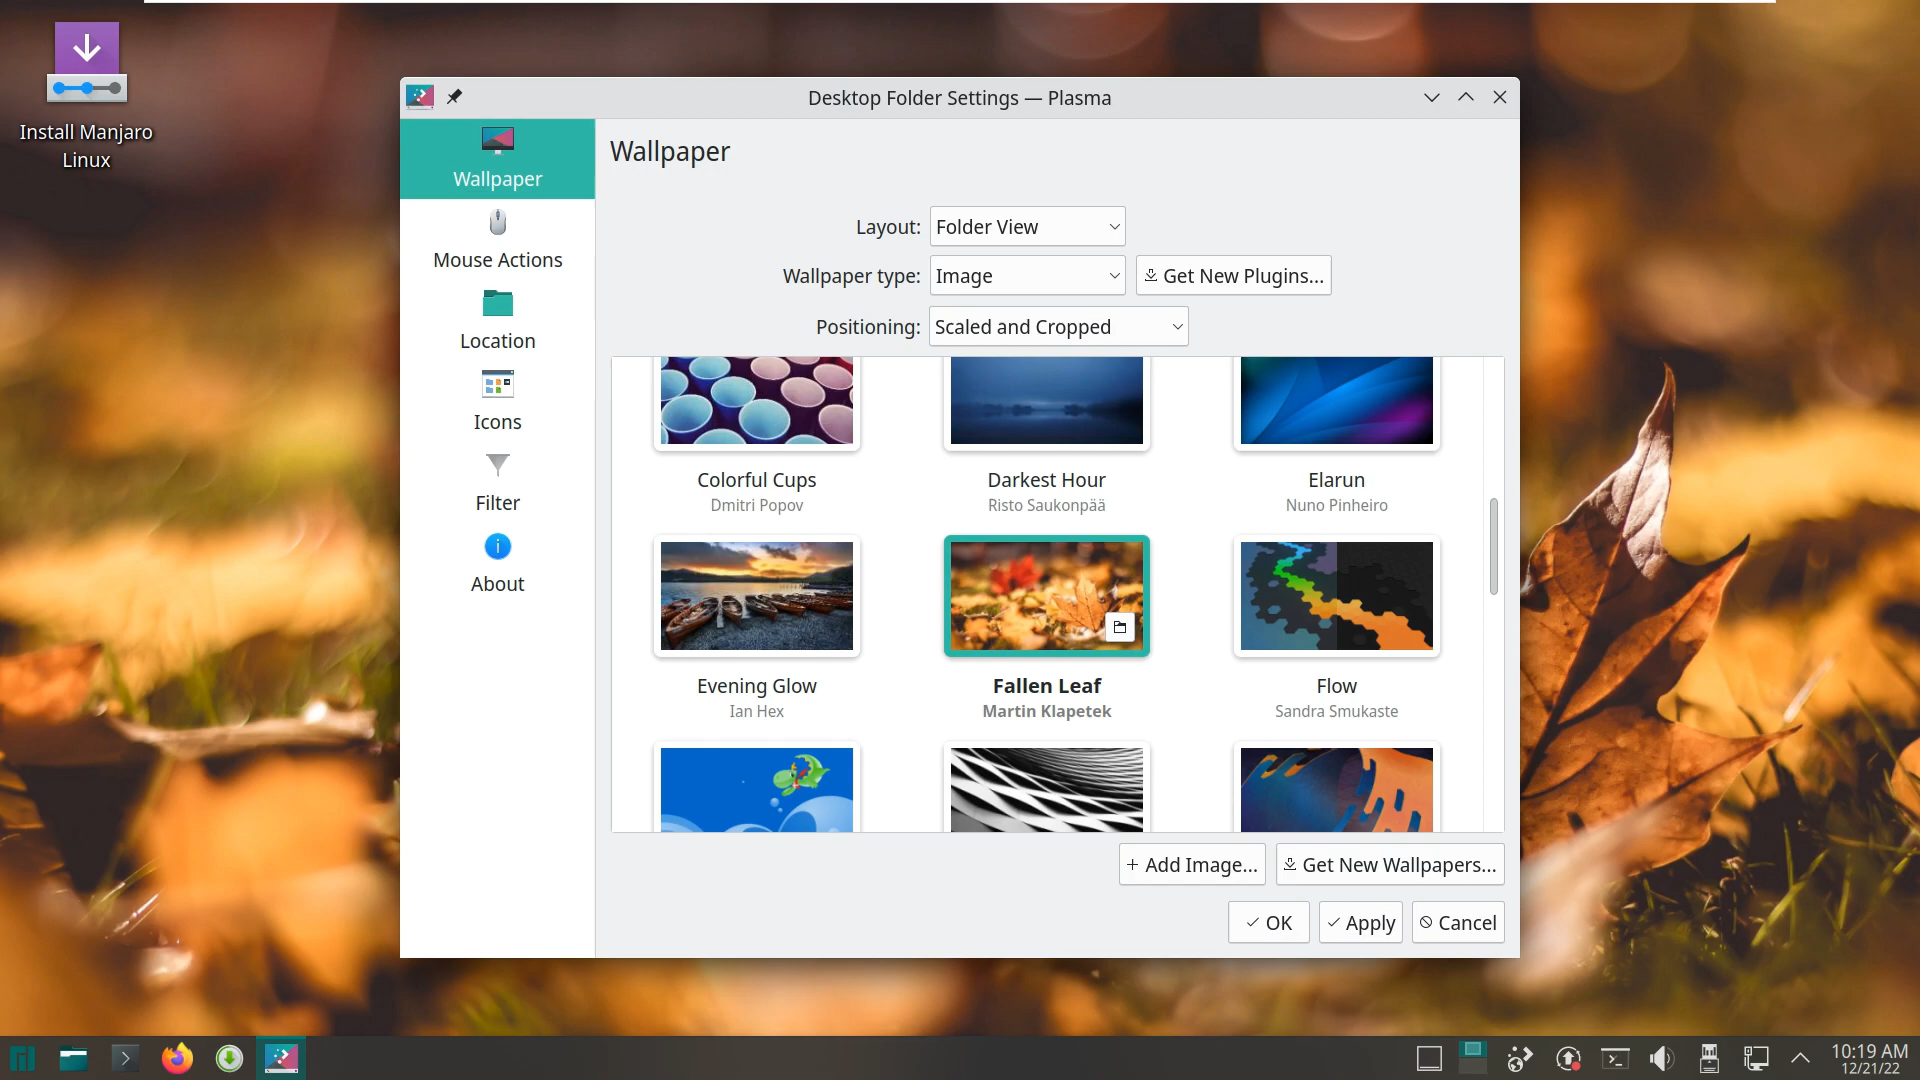 Install Manjaro
Linux
Desktop Folder Settings — Plasma
Wallpaper
Mouse Actions
Location
Icons
Filter
About
Wallpaper
Layout:
Folder View
Wallpaper type:
Image
Get New Plugins...
Positioning:
Scaled and Cropped
Colorful Cups
Dmitri Popov
Darkest Hour
Risto Saukonpää
Elarun
Nuno Pinheiro
Evening Glow
Ian Hex
Fallen Leaf
Martin Klapetek
Flow
Sandra Smukaste
Add Image...
Get New Wallpapers...
OK
Apply
Cancel
10:19 AM
12/21/22